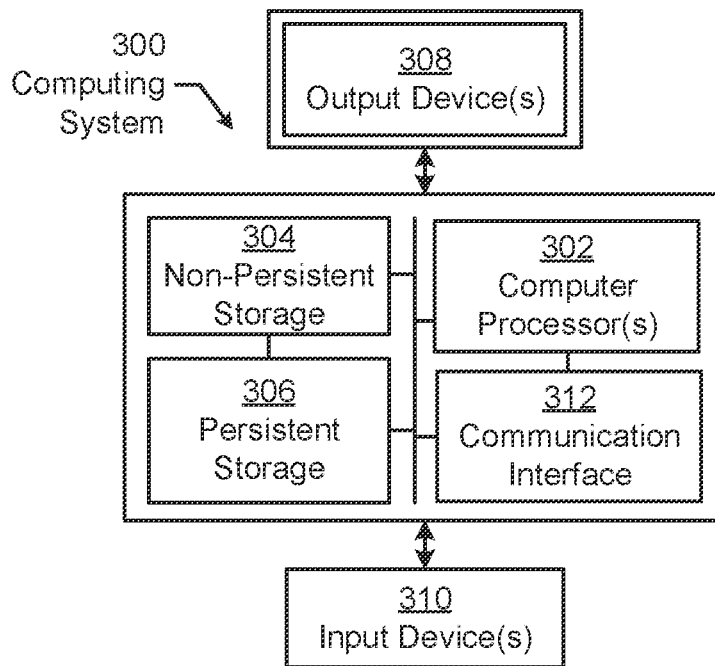 300
Computing
System
308
Output Device(s)
304
Non-Persistent
Storage
302
Computer
Processor(s)
306
Persistent
Storage
312
Communication
Interface
310
Input Device(s)